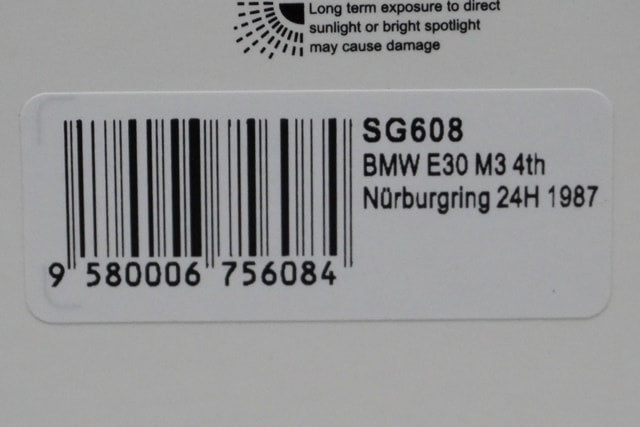 Long term exposure to direct
sunlight or bright spotlight
may cause damage
SG608
BMW E30 M3 4th
Nürburgring 24H 1987
9 580006 756084